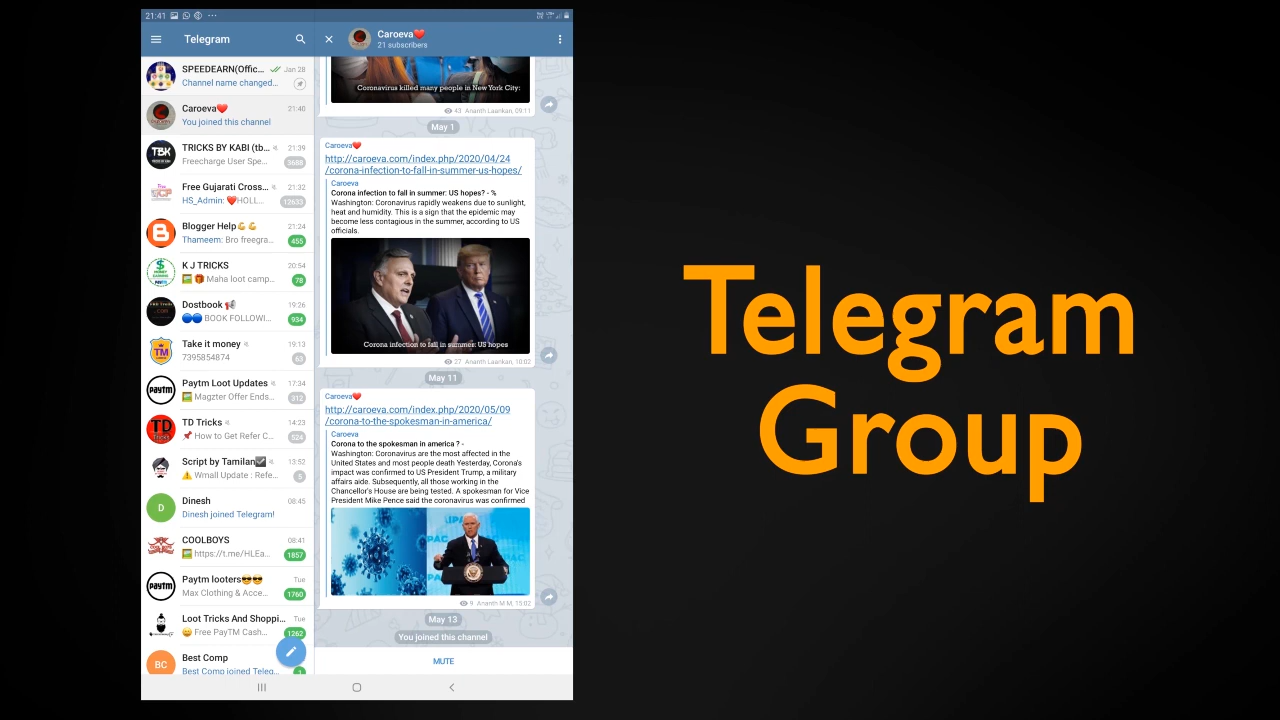 21:41
Telegram
SPEEDEARN(Offic... Jan 28
Channel name changed...
Caroeva❤️ 21:40
You joined this channel
TBK
TRICKS BY KABI (tb... 21:39
Freecharge User Spe... 3688
Free Gujarati Cross... 21:32
HS_Admin: ❤️HOLL... 12633
Blogger Help💪💪 21:24
Thameem: Bro freegra... 455
K J TRICKS 20:54
🖼️ 🎁 Maha loot camp... 78
Dostbook 📢 19:26
🔵🔵 BOOK FOLLOWI... 934
TM
Take it money 19:13
7395854874 63
paytm
Paytm Loot Updates 17:34
🖼️ Magzter Offer Ends... 312
TD
TD Tricks 14:23
📌 How to Get Refer C... 524
Script by Tamilan☑️ 13:52
⚠️ Wmail Update : Refe... 5
D
Dinesh 08:45
Dinesh joined Telegram!
COOLBOYS 08:41
🖼️ https://t.me/HLEa... 1857
paytm
Paytm looters😎😎 Tue
Max Clothing & Acce... 1760
Loot Tricks And Shoppi... Tue
😀 Free PayTM Cash... 1262
BC
Best Comp Tue
Best Comp joined Teleg...
Caroeva❤️
21 subscribers
Coronavirus killed many people in New York City:
43 Ananth Laankan, 09:11
May 1
Caroeva❤️
http://caroeva.com/index.php/2020/04/24
/corona-infection-to-fall-in-summer-us-hopes/
Caroeva
Corona infection to fall in summer: US hopes? - %
Washington: Coronavirus rapidly weakens due to sunlight,
heat and humidity. This is a sign that the epidemic may
become less contagious in the summer, according to US
officials.
Corona infection to fall in summer: US hopes
27 Ananth Laankan, 10:02
May 11
Caroeva❤️
http://caroeva.com/index.php/2020/05/09
/corona-to-the-spokesman-in-america/
Caroeva
Corona to the spokesman in america ? -
Washington: Coronavirus are the most affected in the
United States and most people death Yesterday, Corona's
impact was confirmed to US President Trump, a military
affairs aide. Subsequently, all those working in the
Chancellor's House are being tested. A spokesman for Vice
President Mike Pence said the coronavirus was confirmed
9 Ananth M M, 15:02
May 13
You joined this channel
MUTE
Telegram
Group